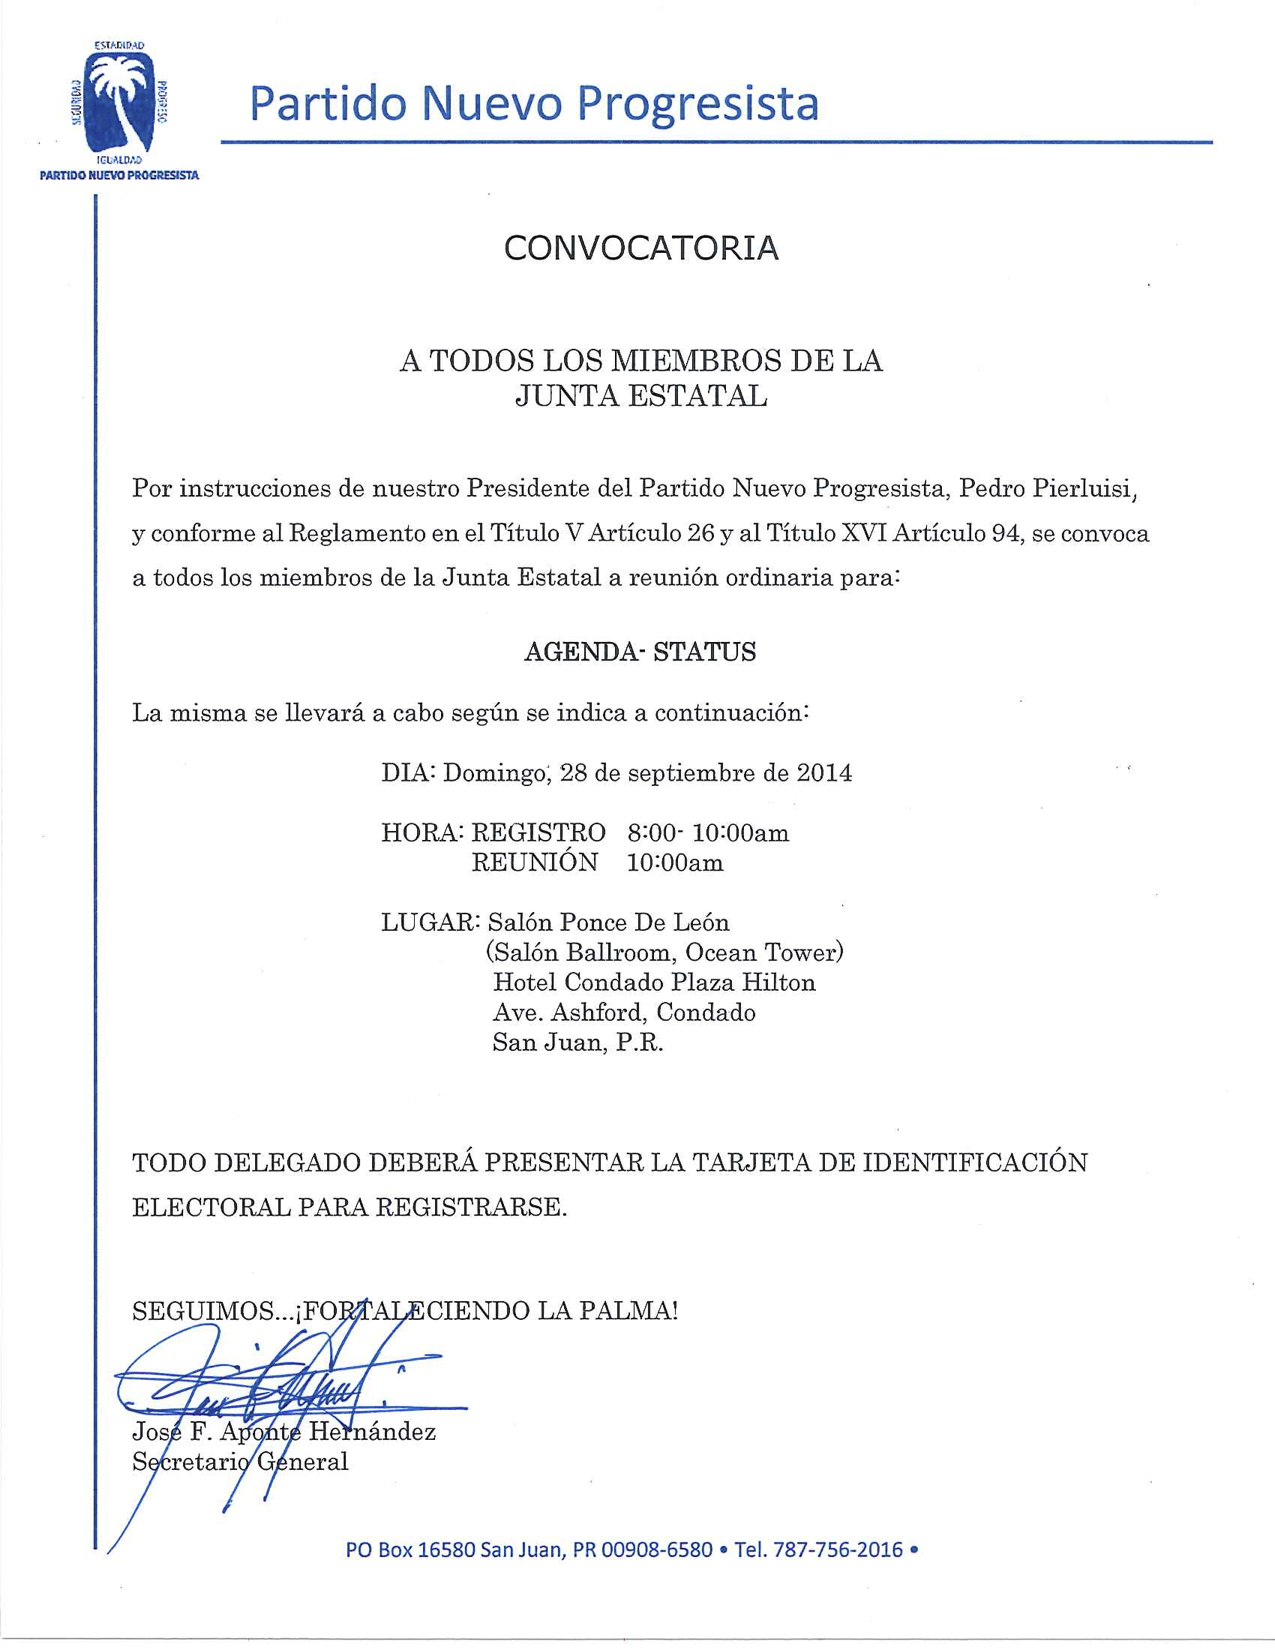 ESTADIDAD
SEGURIDAD
PROGRESO
IGUALDAD
PARTIDO NUEVO PROGRESISTA
Partido Nuevo Progresista
CONVOCATORIA
A TODOS LOS MIEMBROS DE LA
JUNTA ESTATAL
Por instrucciones de nuestro Presidente del Partido Nuevo Progresista, Pedro Pierluisi,
y conforme al Reglamento en el Título V Artículo 26 y al Título XVI Artículo 94, se convoca
a todos los miembros de la Junta Estatal a reunión ordinaria para:
AGENDA- STATUS
La misma se llevará a cabo según se indica a continuación:
DIA: Domingo, 28 de septiembre de 2014
HORA: REGISTRO 8:00- 10:00am
REUNIÓN 10:00am
LUGAR: Salón Ponce De León
(Salón Ballroom, Ocean Tower)
Hotel Condado Plaza Hilton
Ave. Ashford, Condado
San Juan, P.R.
TODO DELEGADO DEBERÁ PRESENTAR LA TARJETA DE IDENTIFICACIÓN
ELECTORAL PARA REGISTRARSE.
SEGUIMOS...¡FORTALECIENDO LA PALMA!
José F. Aponte Hernández
Secretario General
PO Box 16580 San Juan, PR 00908-6580 • Tel. 787-756-2016 •